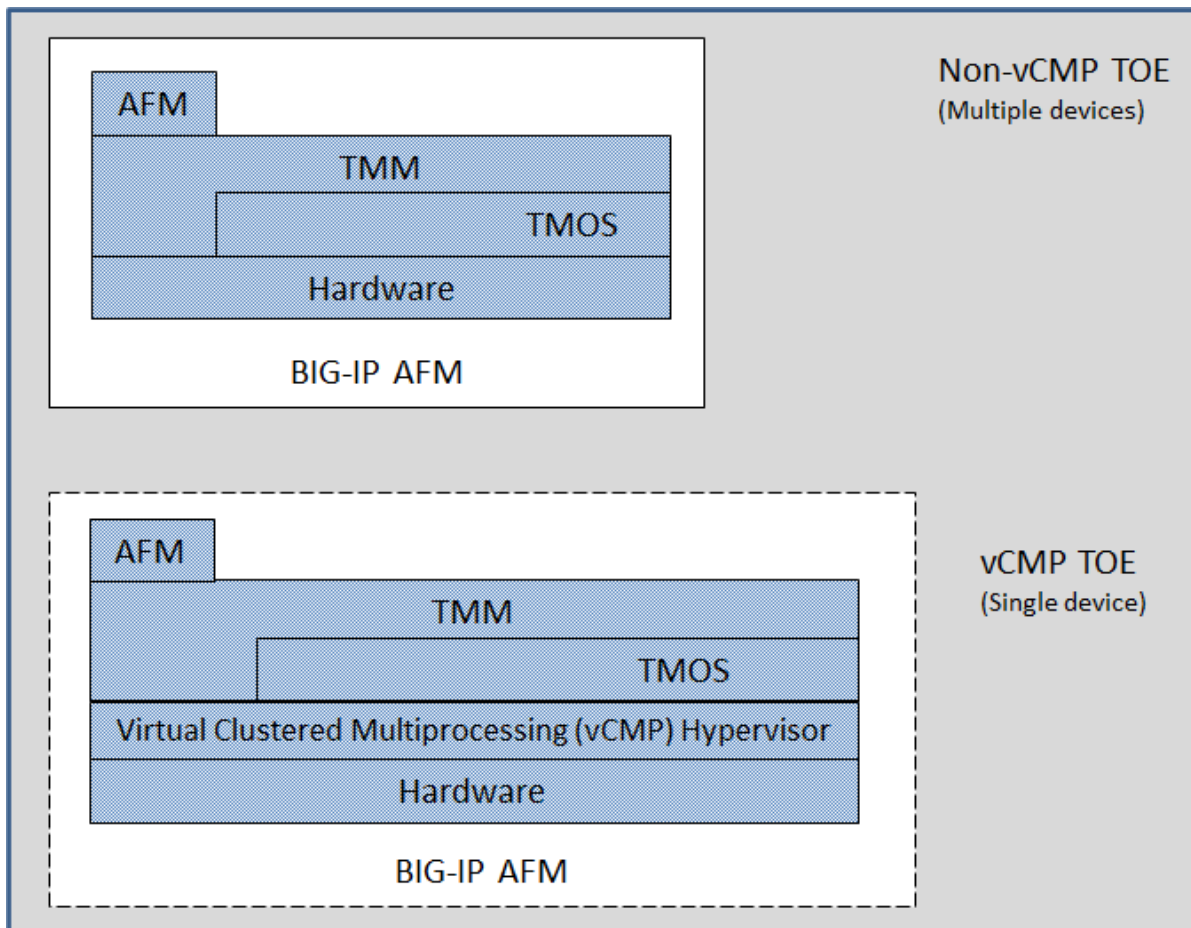 Non-vCMP TOE
(Multiple devices)
AFM
TMM
TMOS
Hardware
BIG-IP AFM
vCMP TOE
(Single device)
AFM
TMM
TMOS
Virtual Clustered Multiprocessing (vCMP) Hypervisor
Hardware
BIG-IP AFM